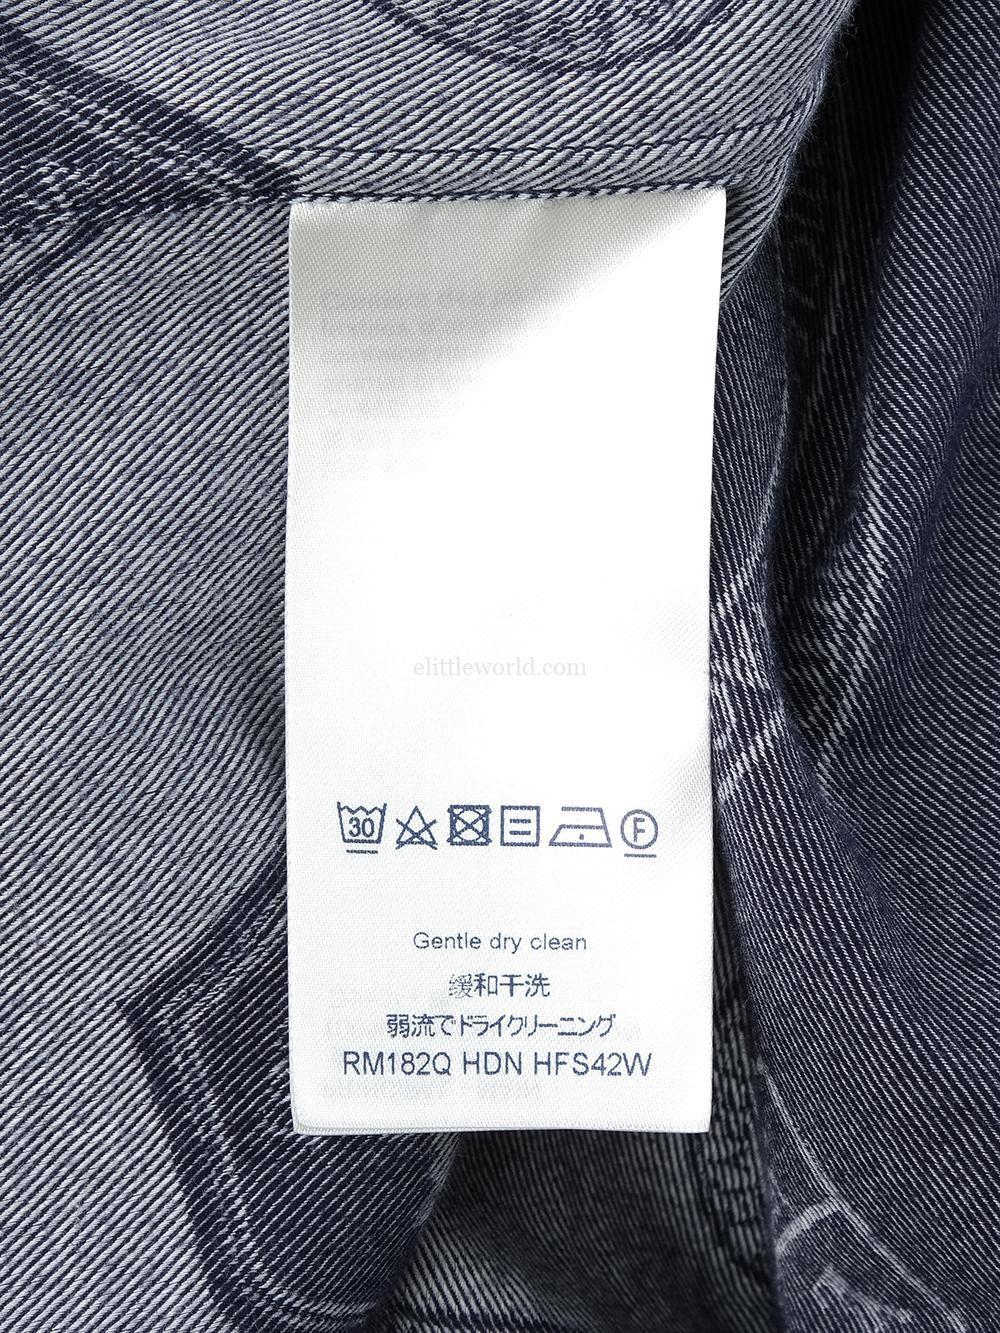 elittleworld.com
30 F
Gentle dry clean
缓和干洗
弱流でドライクリーニング
RM182Q HDN HFS42W